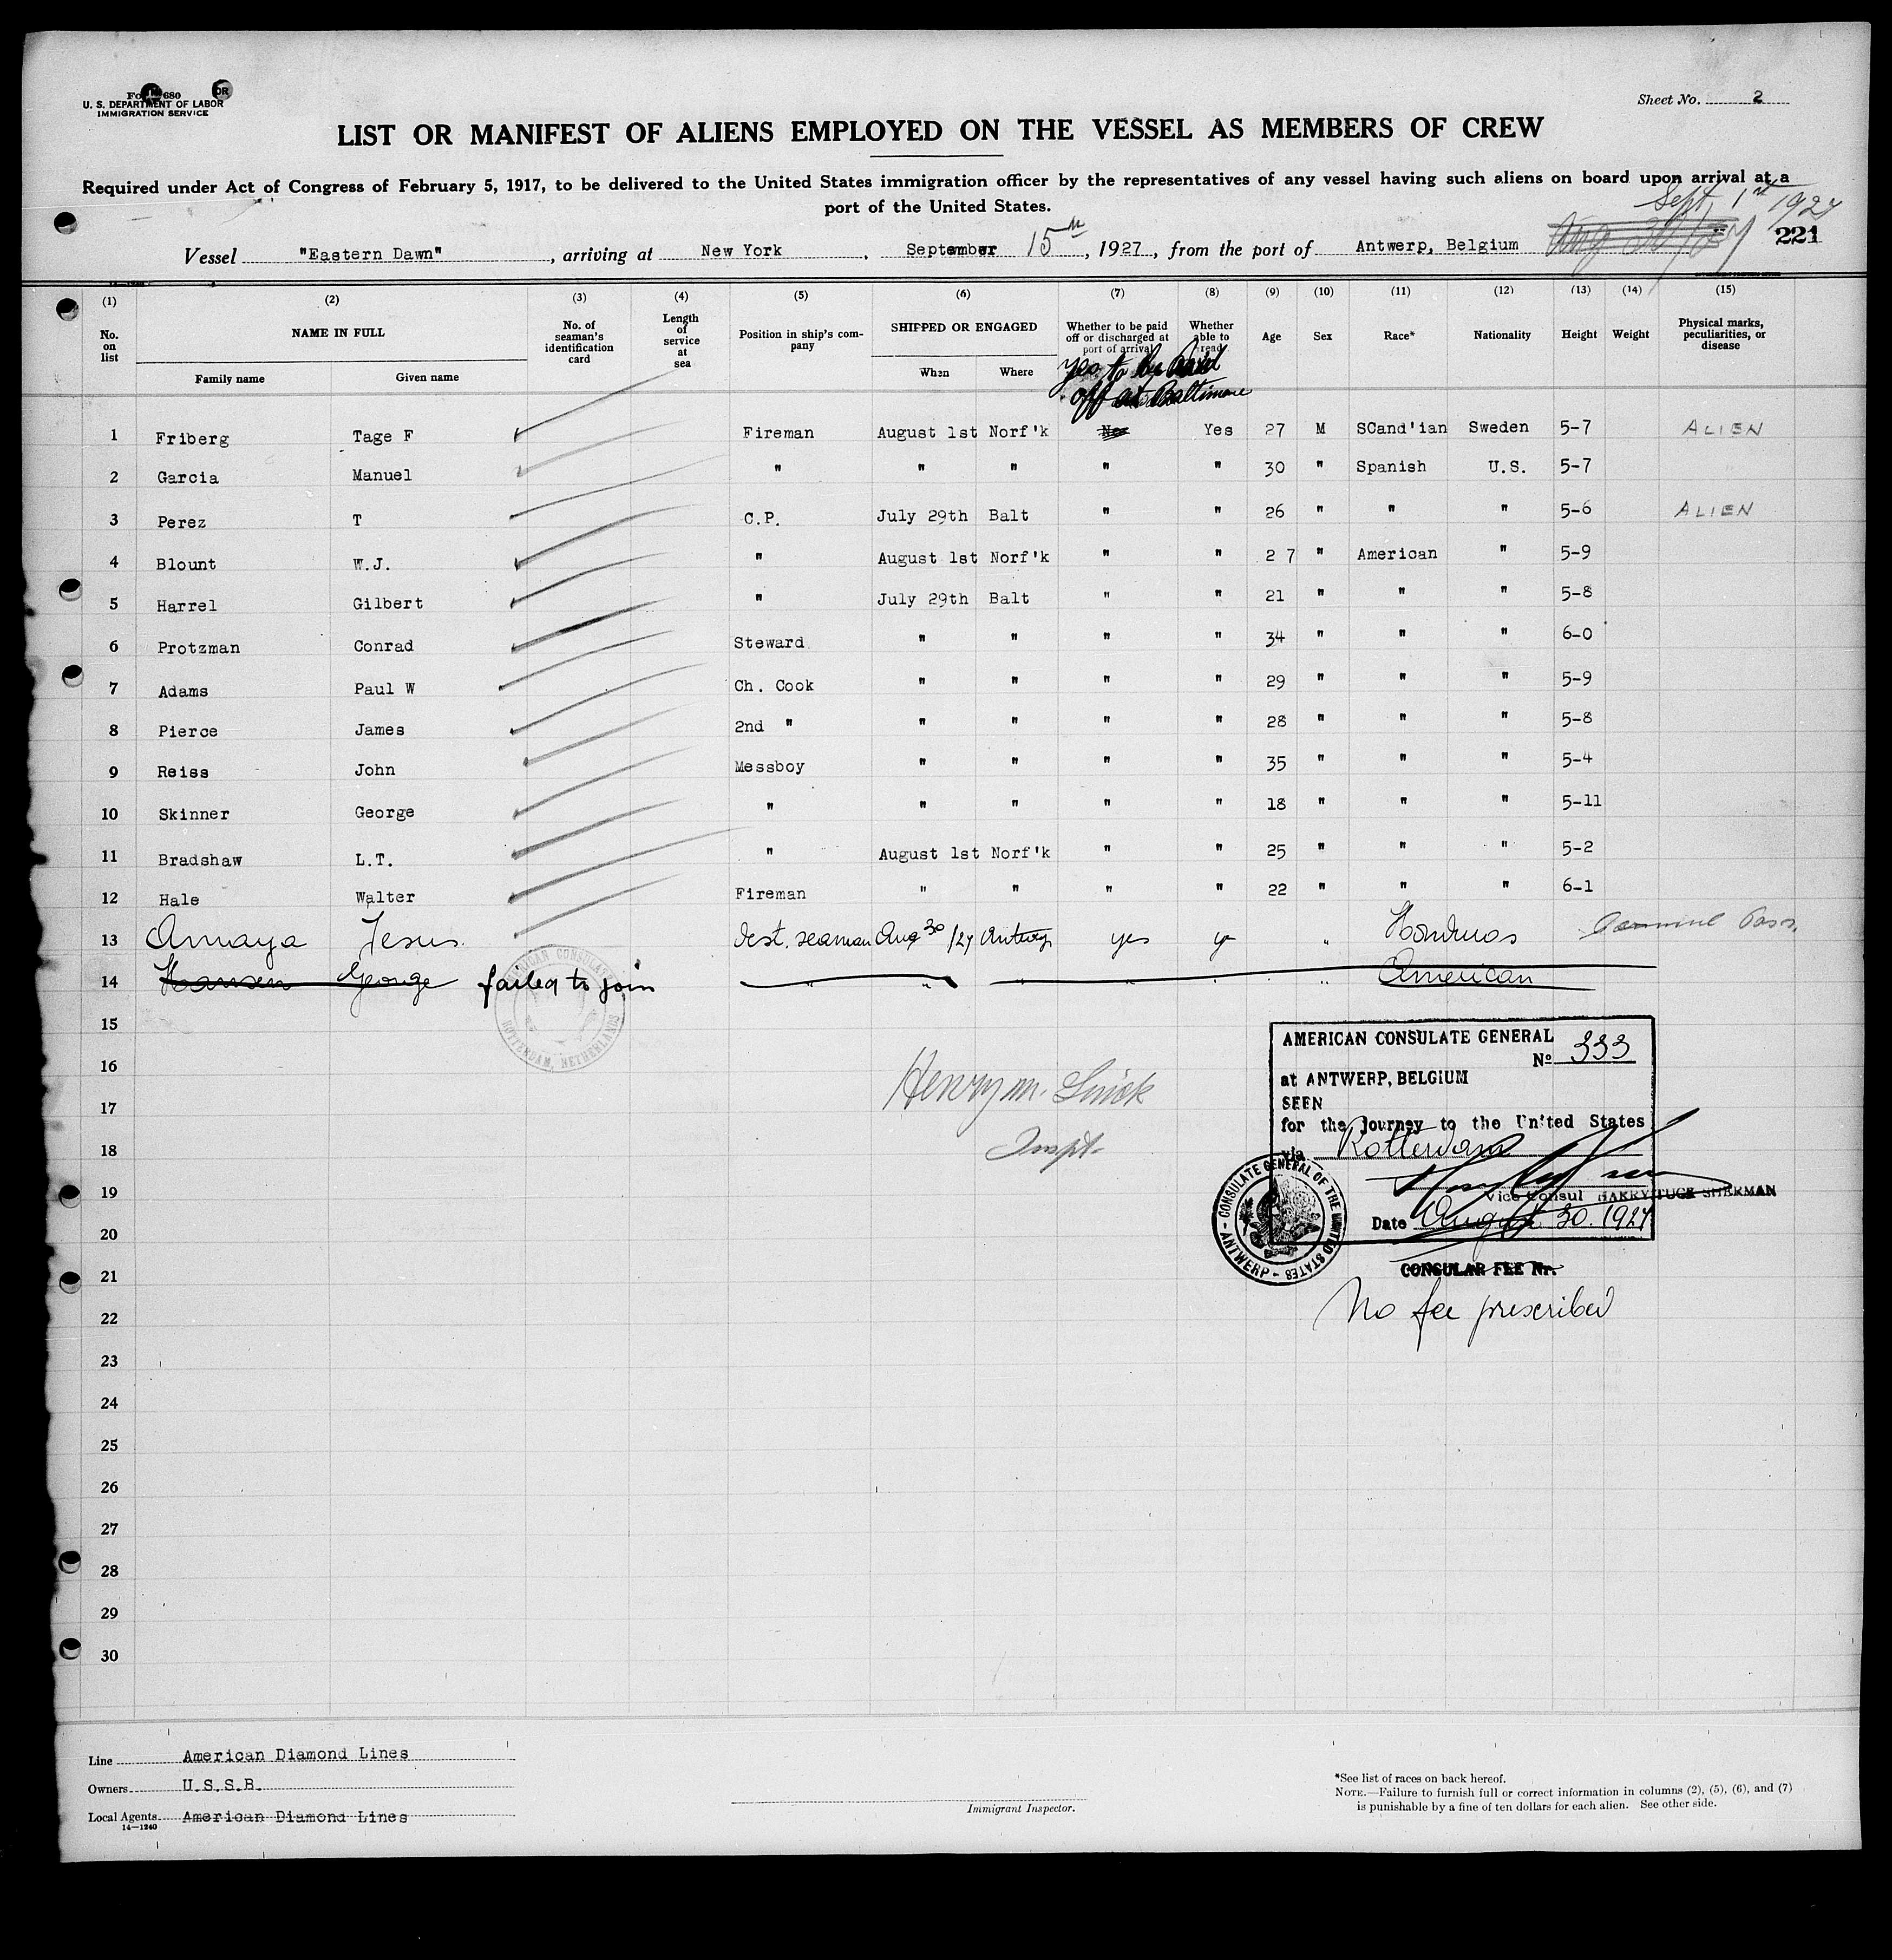 Form 680
U. S. DEPARTMENT OF LABOR
IMMIGRATION SERVICE
Sheet No. 2
LIST OR MANIFEST OF ALIENS EMPLOYED ON THE VESSEL AS MEMBERS OF CREW
Required under Act of Congress of February 5, 1917, to be delivered to the United States immigration officer by the representatives of any vessel having such aliens on board upon arrival at a
port of the United States.
Sept, 1st 1927
Vessel "Eastern Dawn", arriving at New York, September 15th, 1927, from the port of Antwerp, Belgium Aug 30/27 221
(1) (2) (3) (4) (5) (6) (7) (8) (9) (10) (11) (12) (13) (14) (15)
No. on list NAME IN FULL Family name Given name No. of seaman's identification card Length of service at sea Position in ship's company SHIPPED OR ENGAGED When Where Whether to be paid off or discharged at port of arrival Whether able to read Age Sex Race* Nationality Height Weight Physical marks, peculiarities, or disease
yes to be Paid
off at Baltimore
1 Friberg Tage F Fireman August 1st Norf'k No Yes 27 M SCand'ian Sweden 5-7 ALIEN
2 Garcia Manuel " " " " " 30 " Spanish U.S. 5-7
3 Perez T C.P. July 29th Balt " " 26 " " " 5-6 ALIEN
4 Blount W.J. " August 1st Norf'k " " 2 7 " American " 5-9
5 Harrel Gilbert " July 29th Balt " " 21 " " " 5-8
6 Protzman Conrad Steward " " " " 34 " " " 6-0
7 Adams Paul W Ch. Cook " " " " 29 " " " 5-9
8 Pierce James 2nd " " " " " 28 " " " 5-8
9 Reiss John Messboy " " " " 35 " " " 5-4
10 Skinner George " " " " " 18 " " " 5-11
11 Bradshaw L.T. " August 1st Norf'k " " 25 " " " 5-2
12 Hale Walter Fireman " " " " 22 " " " 6-1
13 Amaya Jesus. Dest. seaman Aug 30/27 Antwerp yes y " Honduras
14 Hansen George failed to join " " " " " " American
15
16
17
18
19
20
21
22
23
24
25
26
27
28
29
30
AMERICAN CONSULATE
ROTTERDAM, NETHERLANDS
Henry M.
Inspt.
AMERICAN CONSULATE GENERAL
No 333
at ANTWERP, BELGIUM
SEEN
for the Journey to the United States
via Rotterdam
Vice Consul HARRY TUCK SHERMAN
Date August 30. 1927
CONSULATE GENERAL OF THE UNITED STATES - ANTWERP -
CONSULAR FEE Nr.
No fee prescribed
Line American Diamond Lines
Owners U.S.S.B.
Local Agents American Diamond Lines
14—1240
Immigrant Inspector.
*See list of races on back hereof.
NOTE.—Failure to furnish full or correct information in columns (2), (5), (6), and (7)
is punishable by a fine of ten dollars for each alien. See other side.